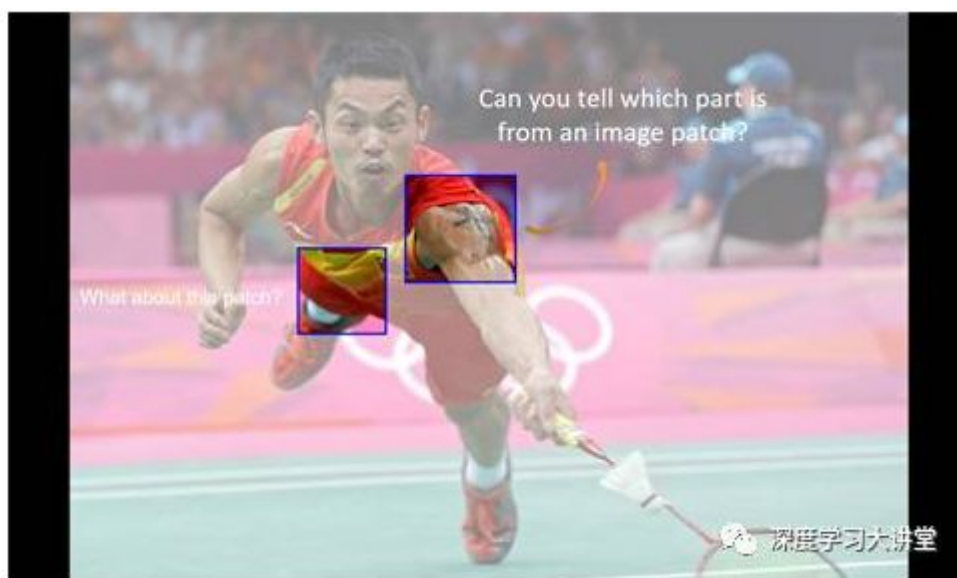 Can you tell which part is
from an image patch?
What about this patch?
深度学习大讲堂